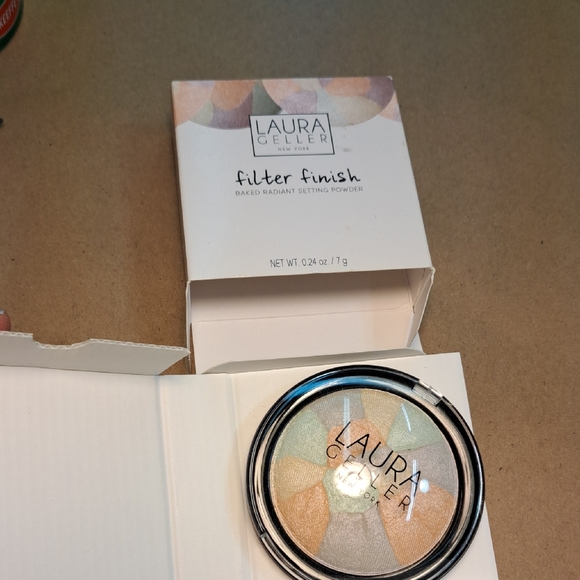 LAURA
GELLER
NEW YORK
filter finish
BAKED RADIANT SETTING POWDER
NET WT. 0.24 oz. / 7 g
LAURA
GELLER
NEW YORK